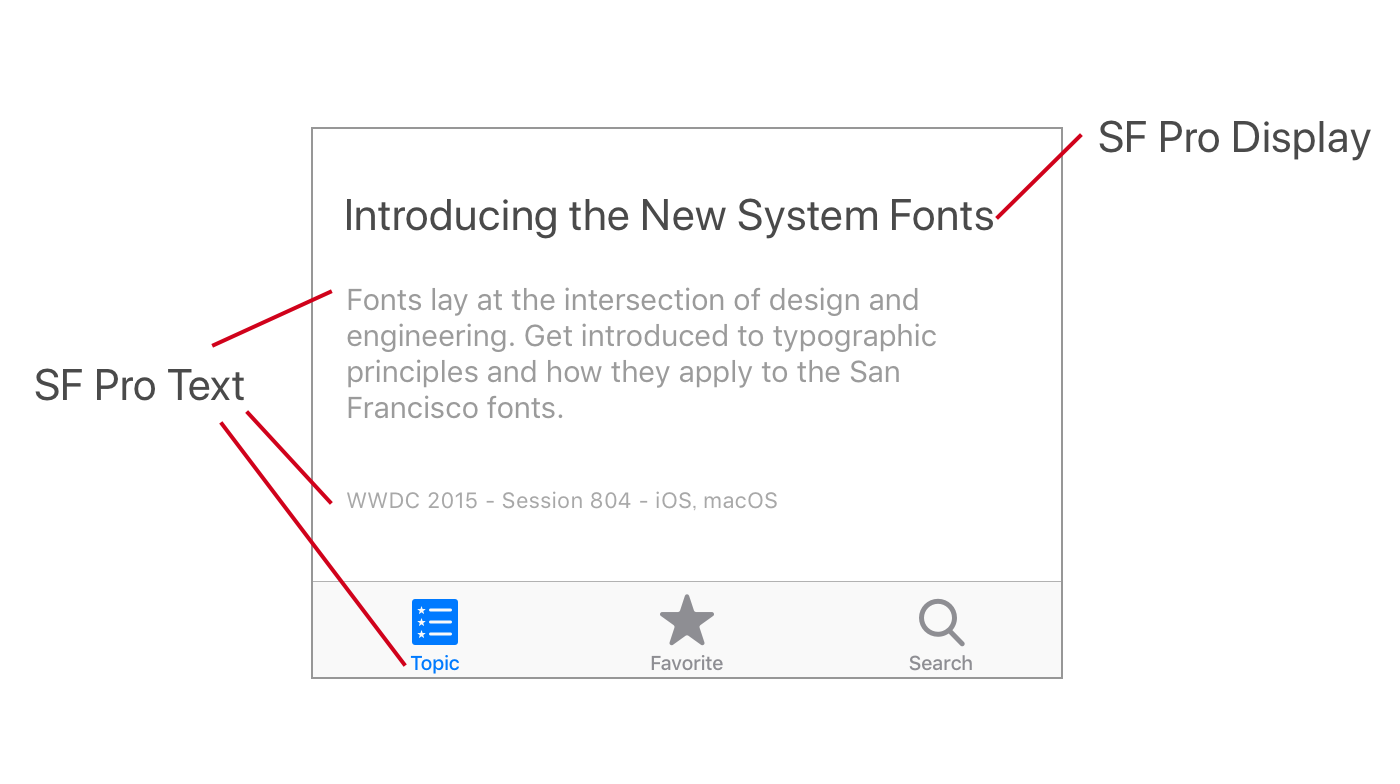 SF Pro Display
Introducing the New System Fonts
Fonts lay at the intersection of design and
engineering. Get introduced to typographic
principles and how they apply to the San
Francisco fonts.
SF Pro Text
WWDC 2015 - Session 804 - iOS, macOS
Topic
Favorite
Search